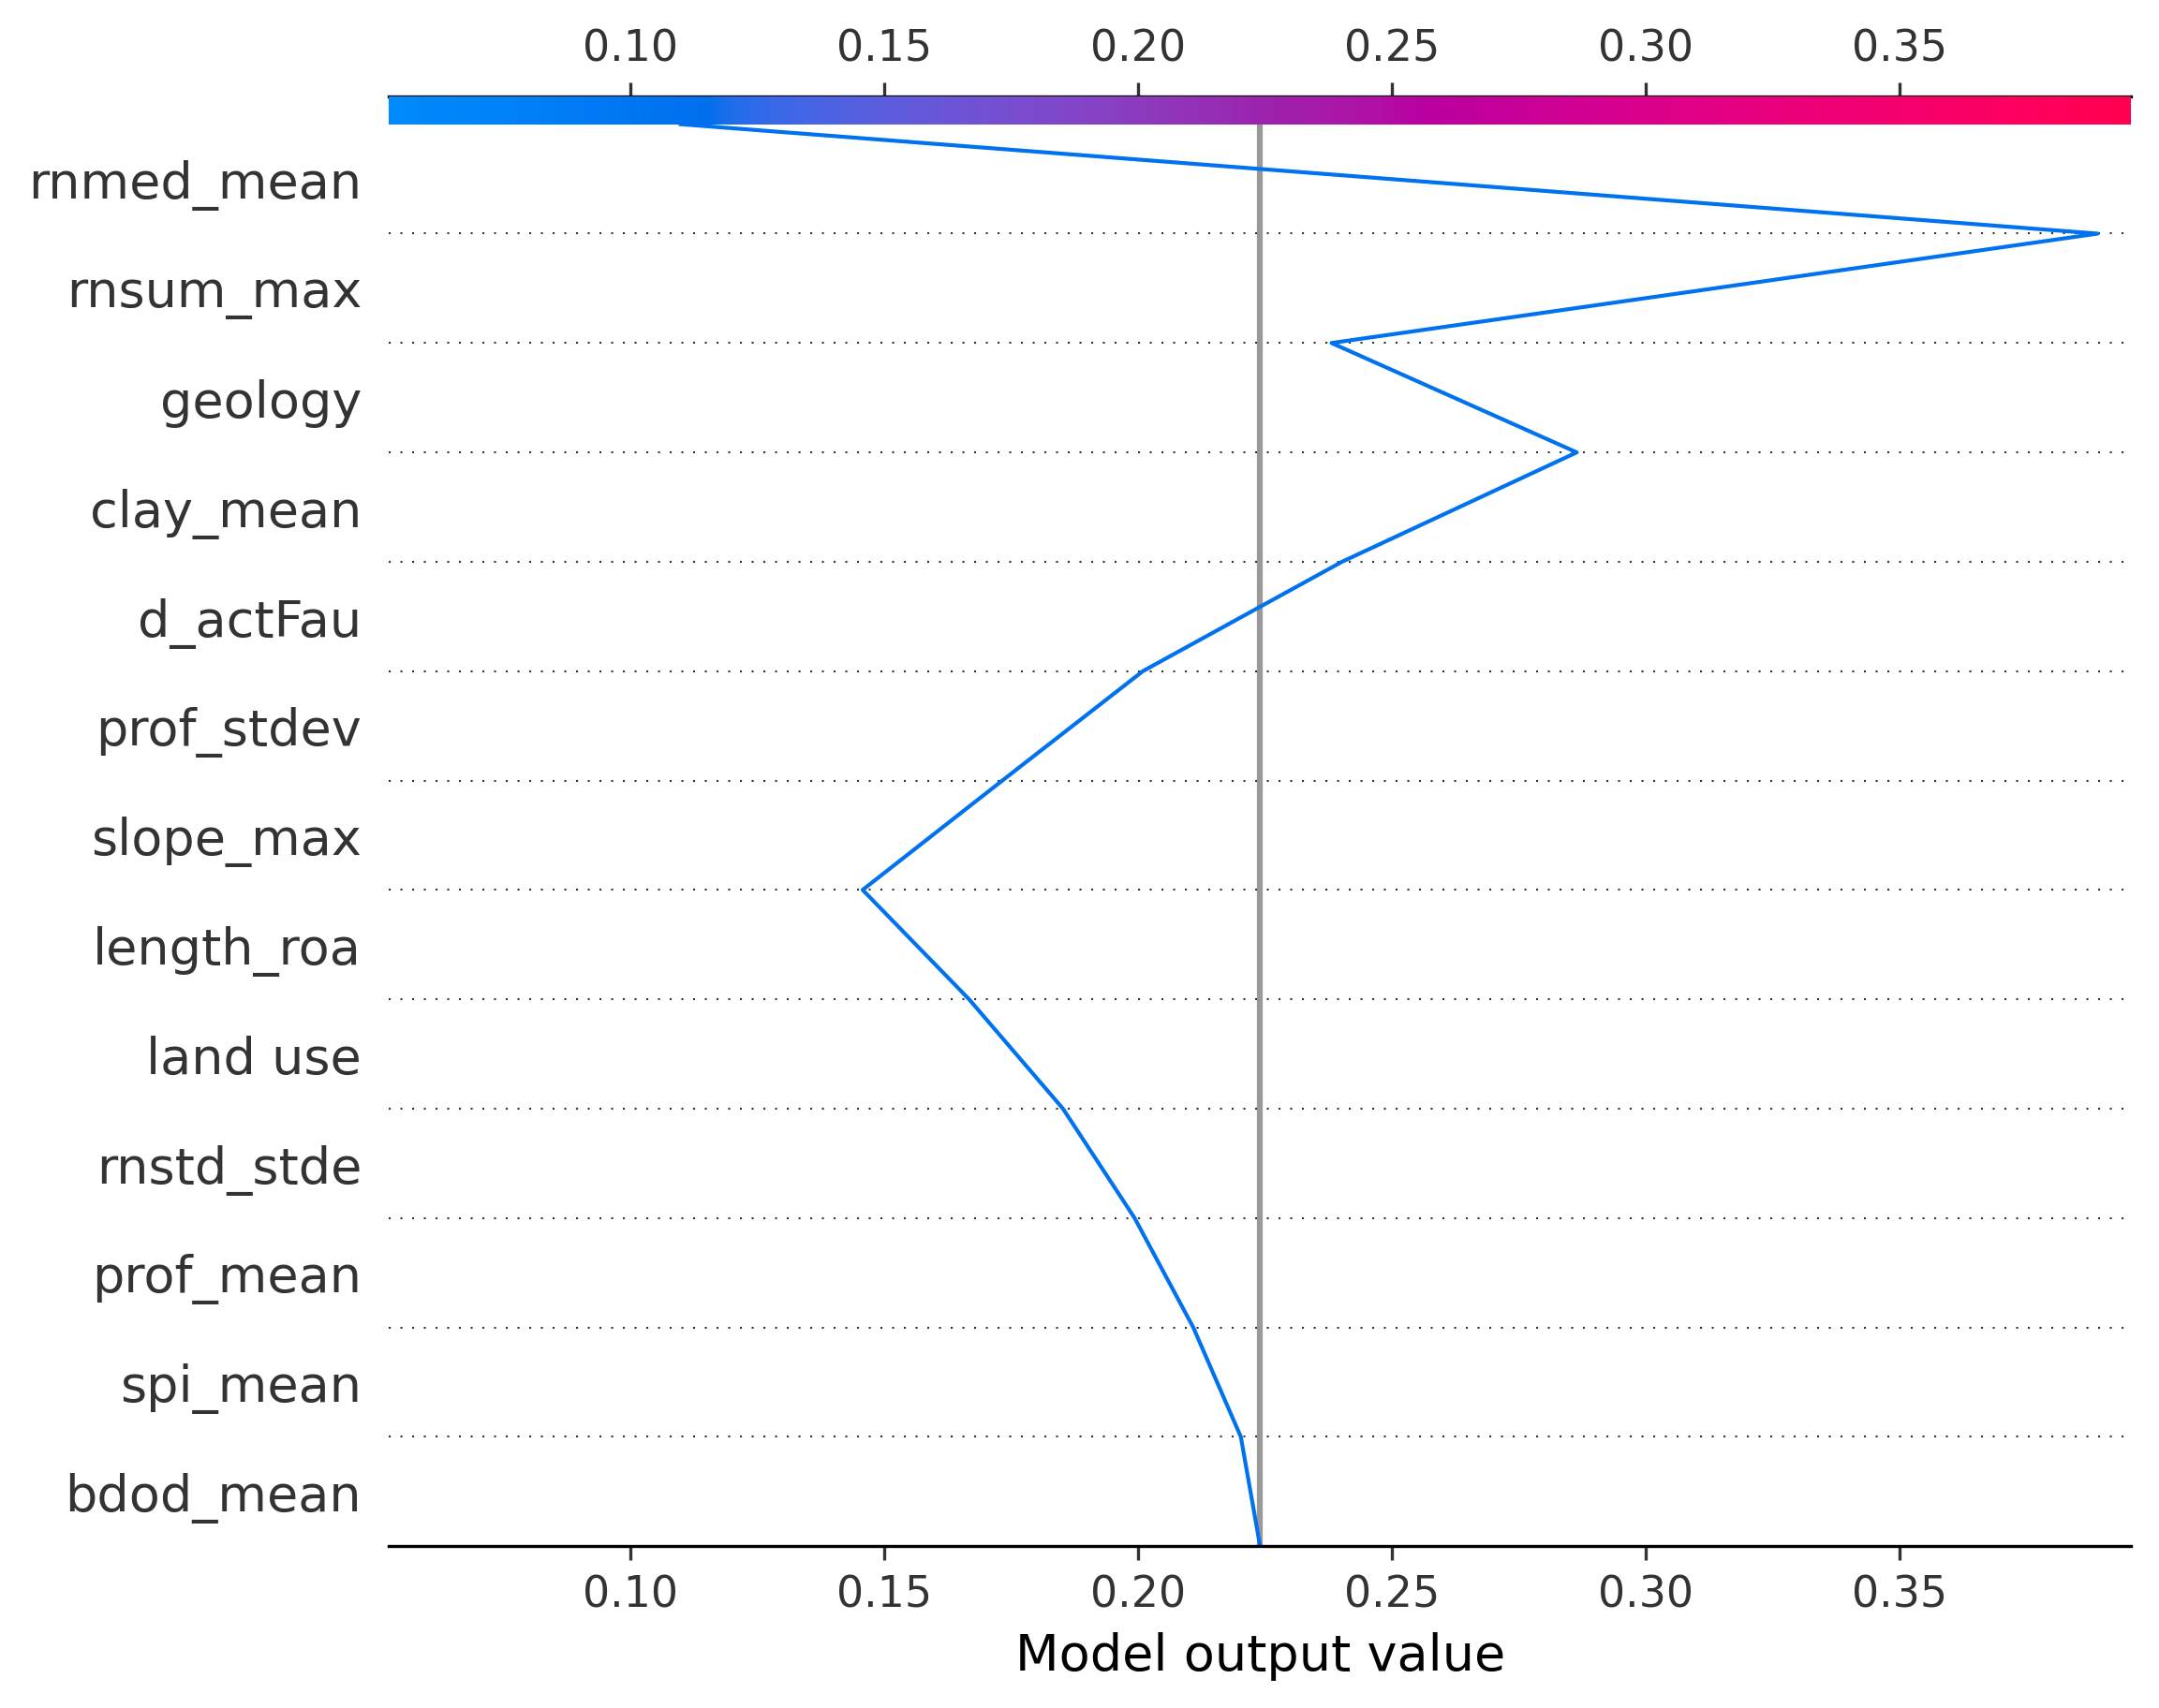 0.10 0.15 0.20 0.25 0.30 0.35
rnmed_mean
rnsum_max
geology
clay_mean
d_actFau
prof_stdev
slope_max
length_roa
land use
rnstd_stde
prof_mean
spi_mean
bdod_mean
0.10 0.15 0.20 0.25 0.30 0.35
Model output value